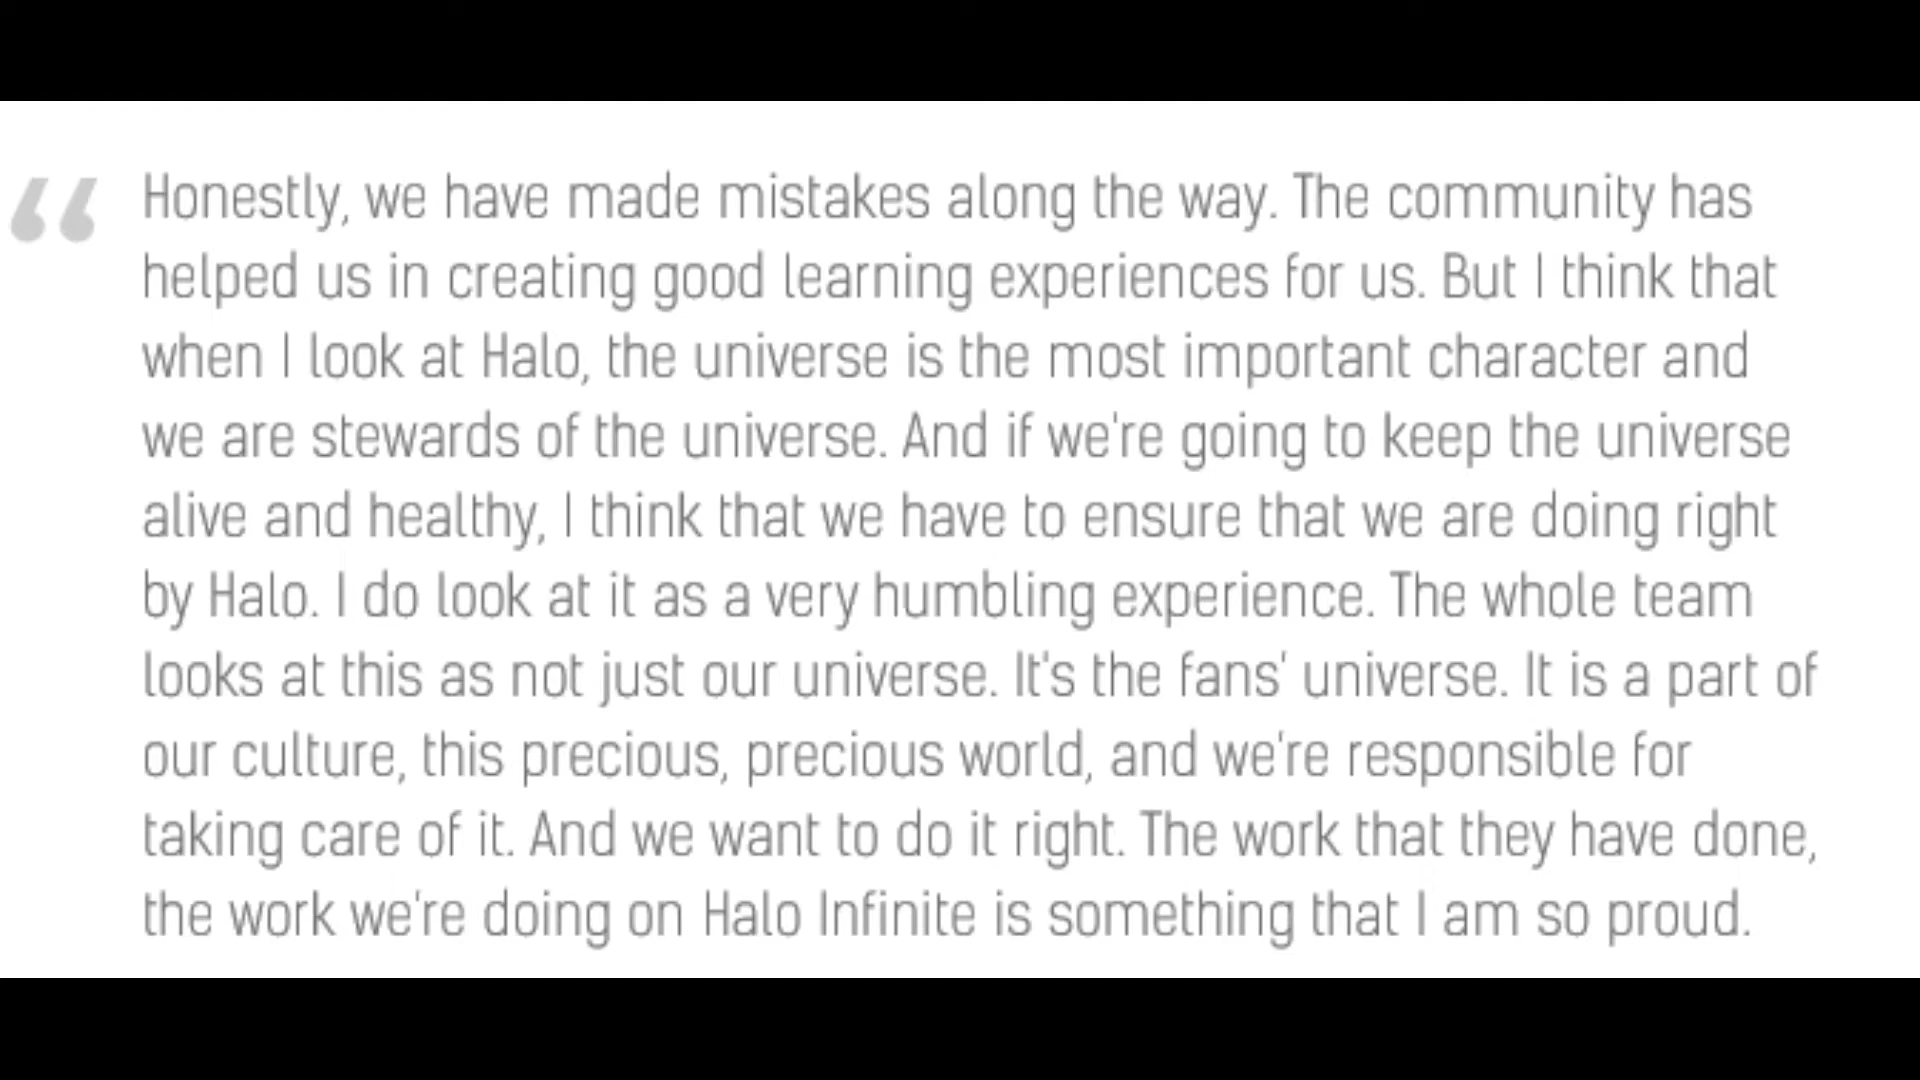 “ Honestly, we have made mistakes along the way. The community has
helped us in creating good learning experiences for us. But I think that
when I look at Halo, the universe is the most important character and
we are stewards of the universe. And if we're going to keep the universe
alive and healthy, I think that we have to ensure that we are doing right
by Halo. I do look at it as a very humbling experience. The whole team
looks at this as not just our universe. It's the fans' universe. It is a part of
our culture, this precious, precious world, and we're responsible for
taking care of it. And we want to do it right. The work that they have done,
the work we're doing on Halo Infinite is something that I am so proud.